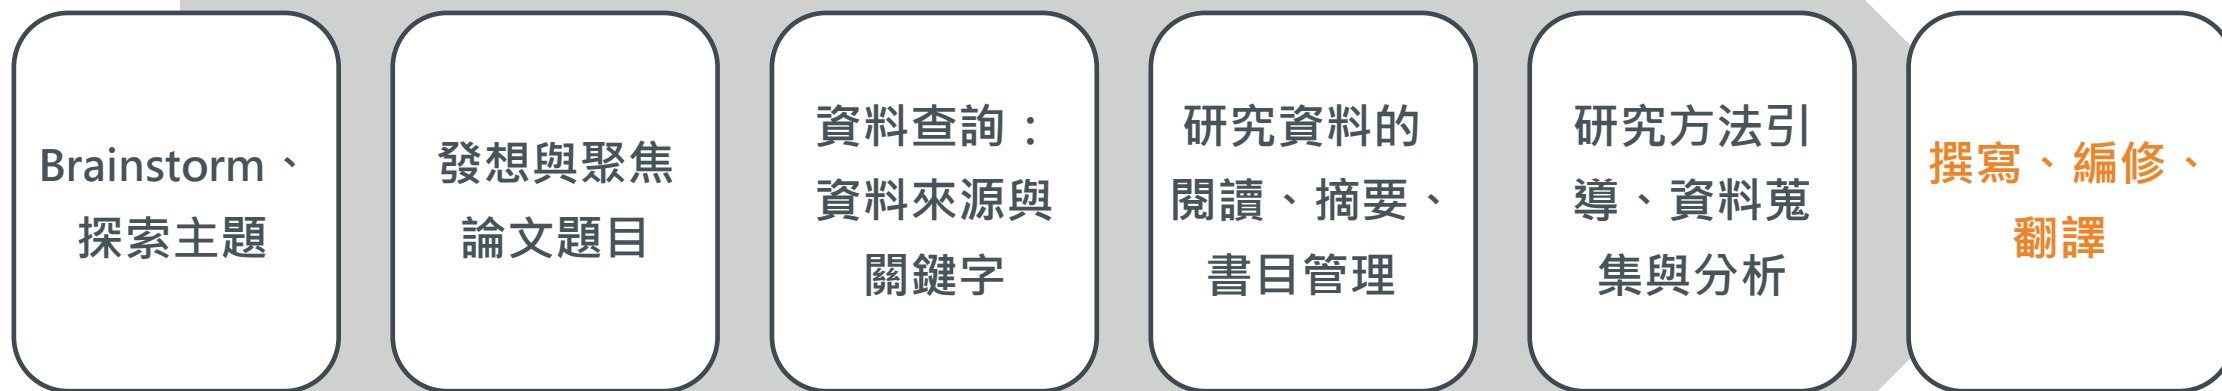 Brainstorm、
探索主題
發想與聚焦
論文題目
資料查詢：
資料來源與
關鍵字
研究資料的
閱讀、摘要、
書目管理
研究方法引
導、資料蒐
集與分析
撰寫、編修、
翻譯